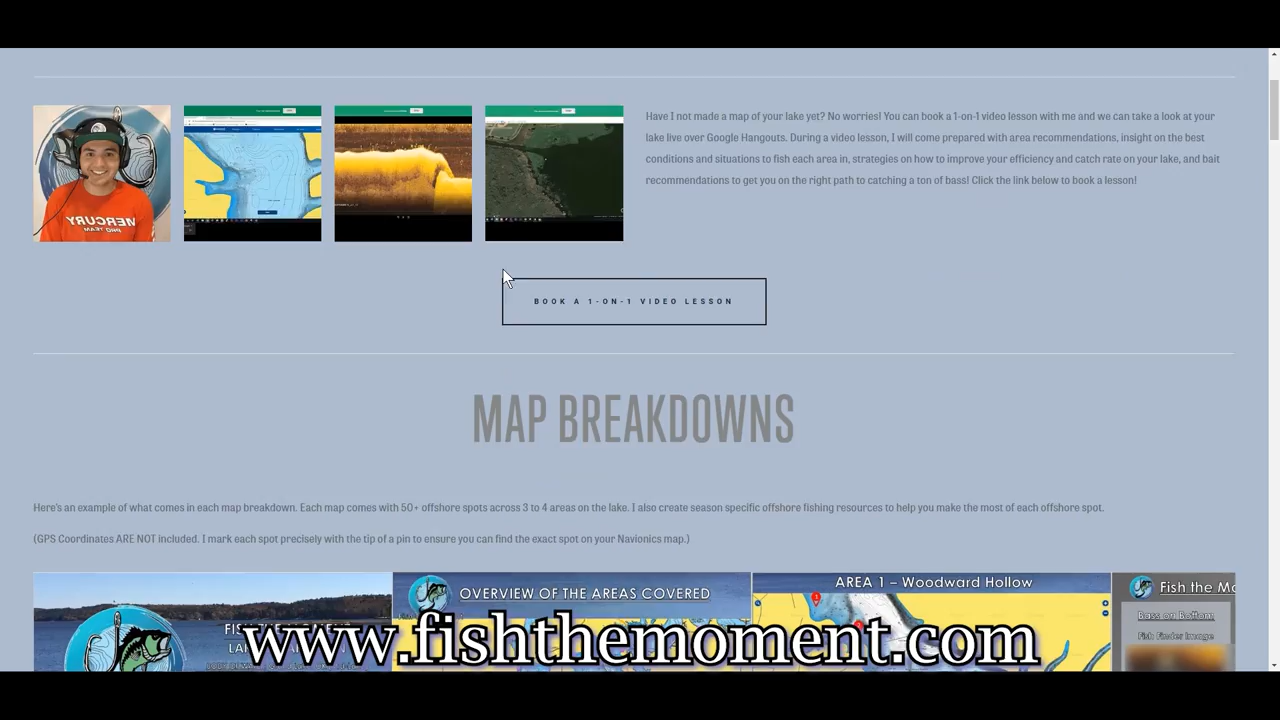 Have I not made a map of your lake yet? No worries! You can book a 1-on-1 video lesson with me and we can take a look at your
lake live over Google Hangouts. During a video lesson, I will come prepared with area recommendations, insight on the best
conditions and situations to fish each area in, strategies on how to improve your efficiency and catch rate on your lake, and bait
recommendations to get you on the right path to catching a ton of bass! Click the link below to book a lesson!
MERCURY
PRO TEAM
BOOK A 1-ON-1 VIDEO LESSON
MAP BREAKDOWNS
Here's an example of what comes in each map breakdown. Each map comes with 50+ offshore spots across 3 to 4 areas on the lake. I also create season specific offshore fishing resources to help you make the most of each offshore spot.
(GPS Coordinates ARE NOT included. I mark each spot precisely with the tip of a pin to ensure you can find the exact spot on your Navionics map.)
OVERVIEW OF THE AREAS COVERED
AREA 1 – Woodward Hollow
Fish the Mo
Bass on Bottom
Fish Finder Image
www.fishthemoment.com